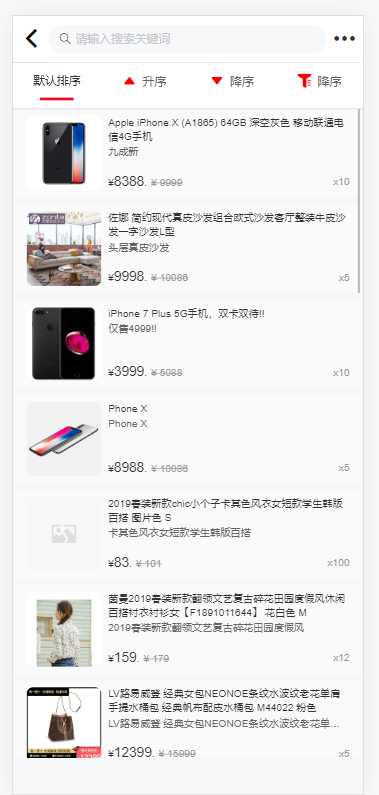 请输入搜索关键词
默认排序
升序
降序
降序
Apple iPhone X (A1865) 64GB 深空灰色 移动联通电
信4G手机
九成新
¥8388. ¥ 9999
x10
zonta
佐娜 简约现代真皮沙发组合欧式沙发客厅整装牛皮沙
发一字沙发L型
头层真皮沙发
¥9998. ¥ 10086
x5
iPhone 7 Plus 5G手机，双卡双待!!
仅售4999!!
¥3999. ¥ 5088
x10
Phone X
Phone X
¥8988. ¥ 10086
x5
2019春装新款chic小个子卡其色风衣女短款学生韩版
百搭 图片色 S
卡其色风衣女短款学生韩版百搭
¥83. ¥ 101
x100
茵曼2019春装新款翻领文艺复古碎花田园度假风休闲
百搭衬衣衬衫女【F1891011644】 花白色 M
2019春装新款翻领文艺复古碎花田园度假风
¥159. ¥ 179
x12
LV路易威登 经典女包NEONOE条纹水波纹老花单肩
手提水桶包 经典帆布配皮水桶包 M44022 粉色
LV路易威登 经典女包NEONOE条纹水波纹老花单...
¥12399. ¥ 15999
x5